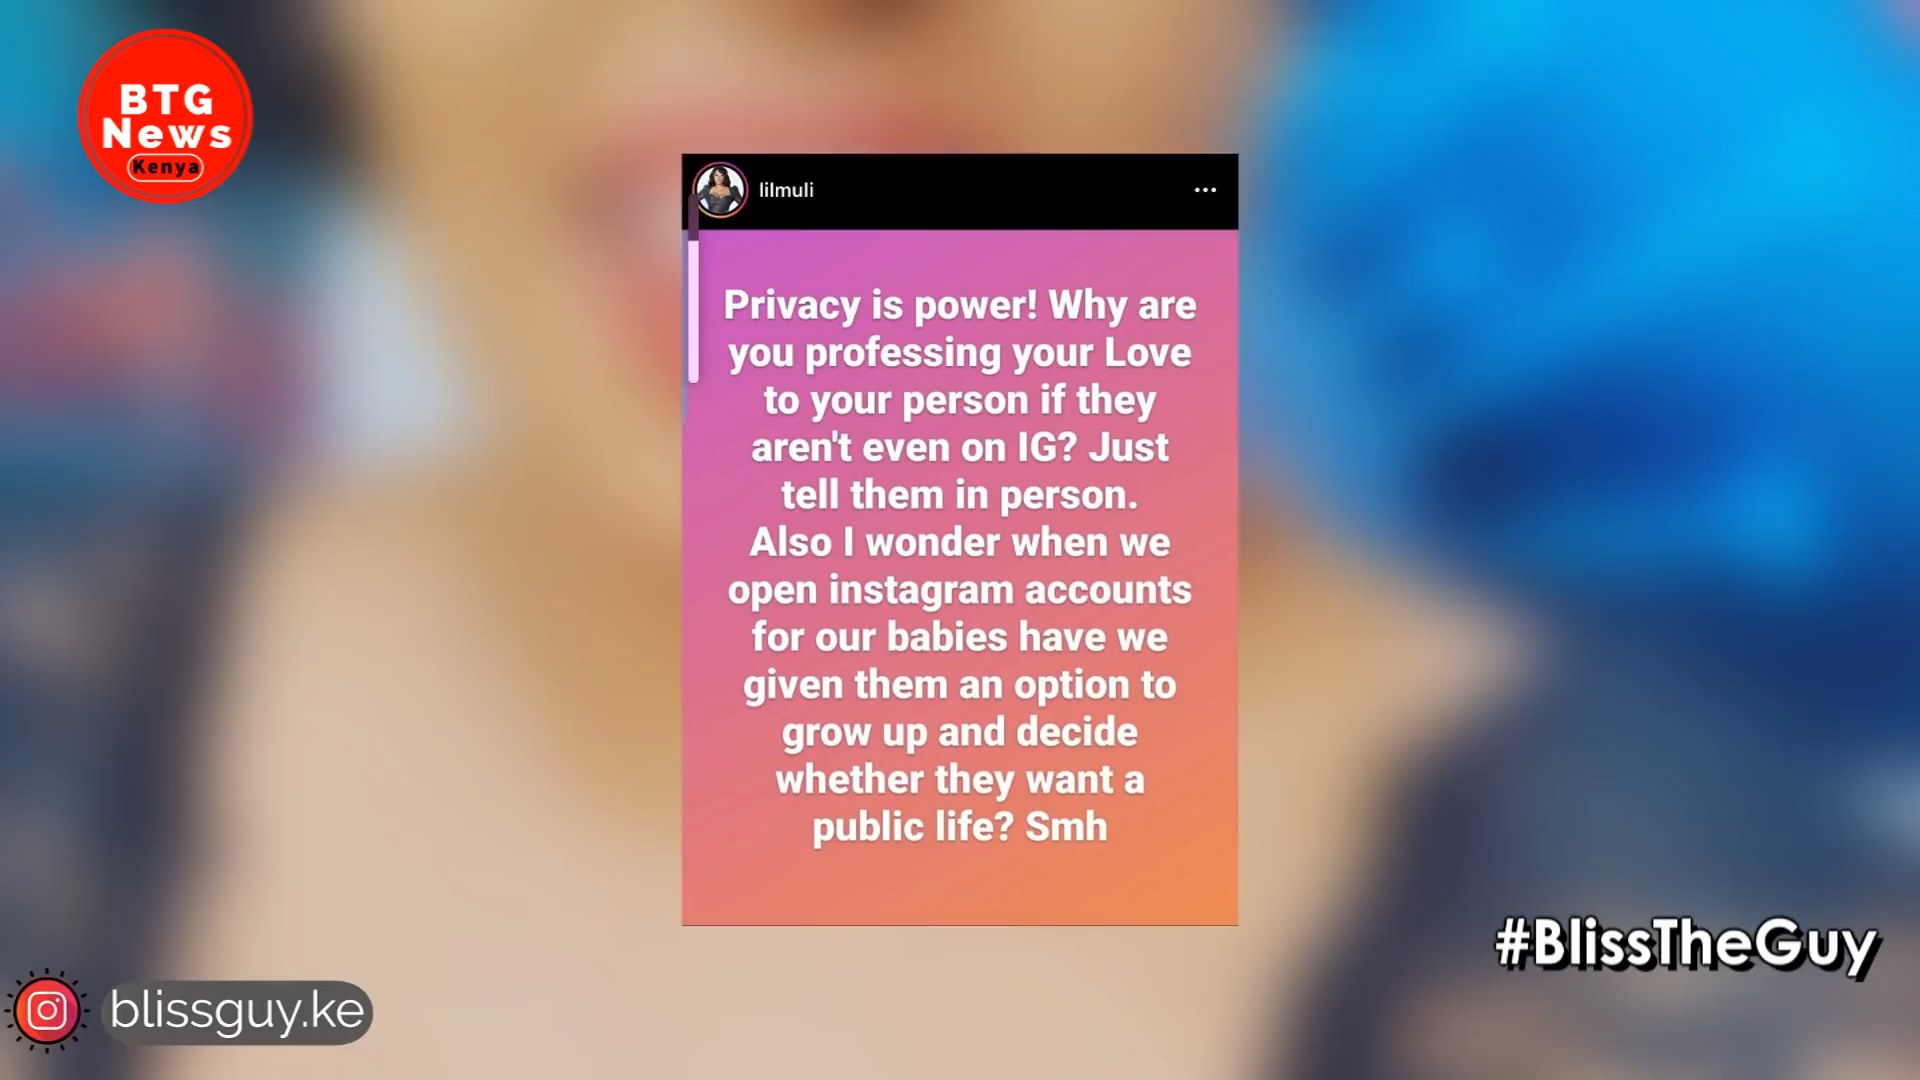 BTG
News
Kenya
lilmuli
Privacy is power! Why are
you professing your Love
to your person if they
aren't even on IG? Just
tell them in person.
Also I wonder when we
open instagram accounts
for our babies have we
given them an option to
grow up and decide
whether they want a
public life? Smh
#BlissTheGuy
blissguy.ke